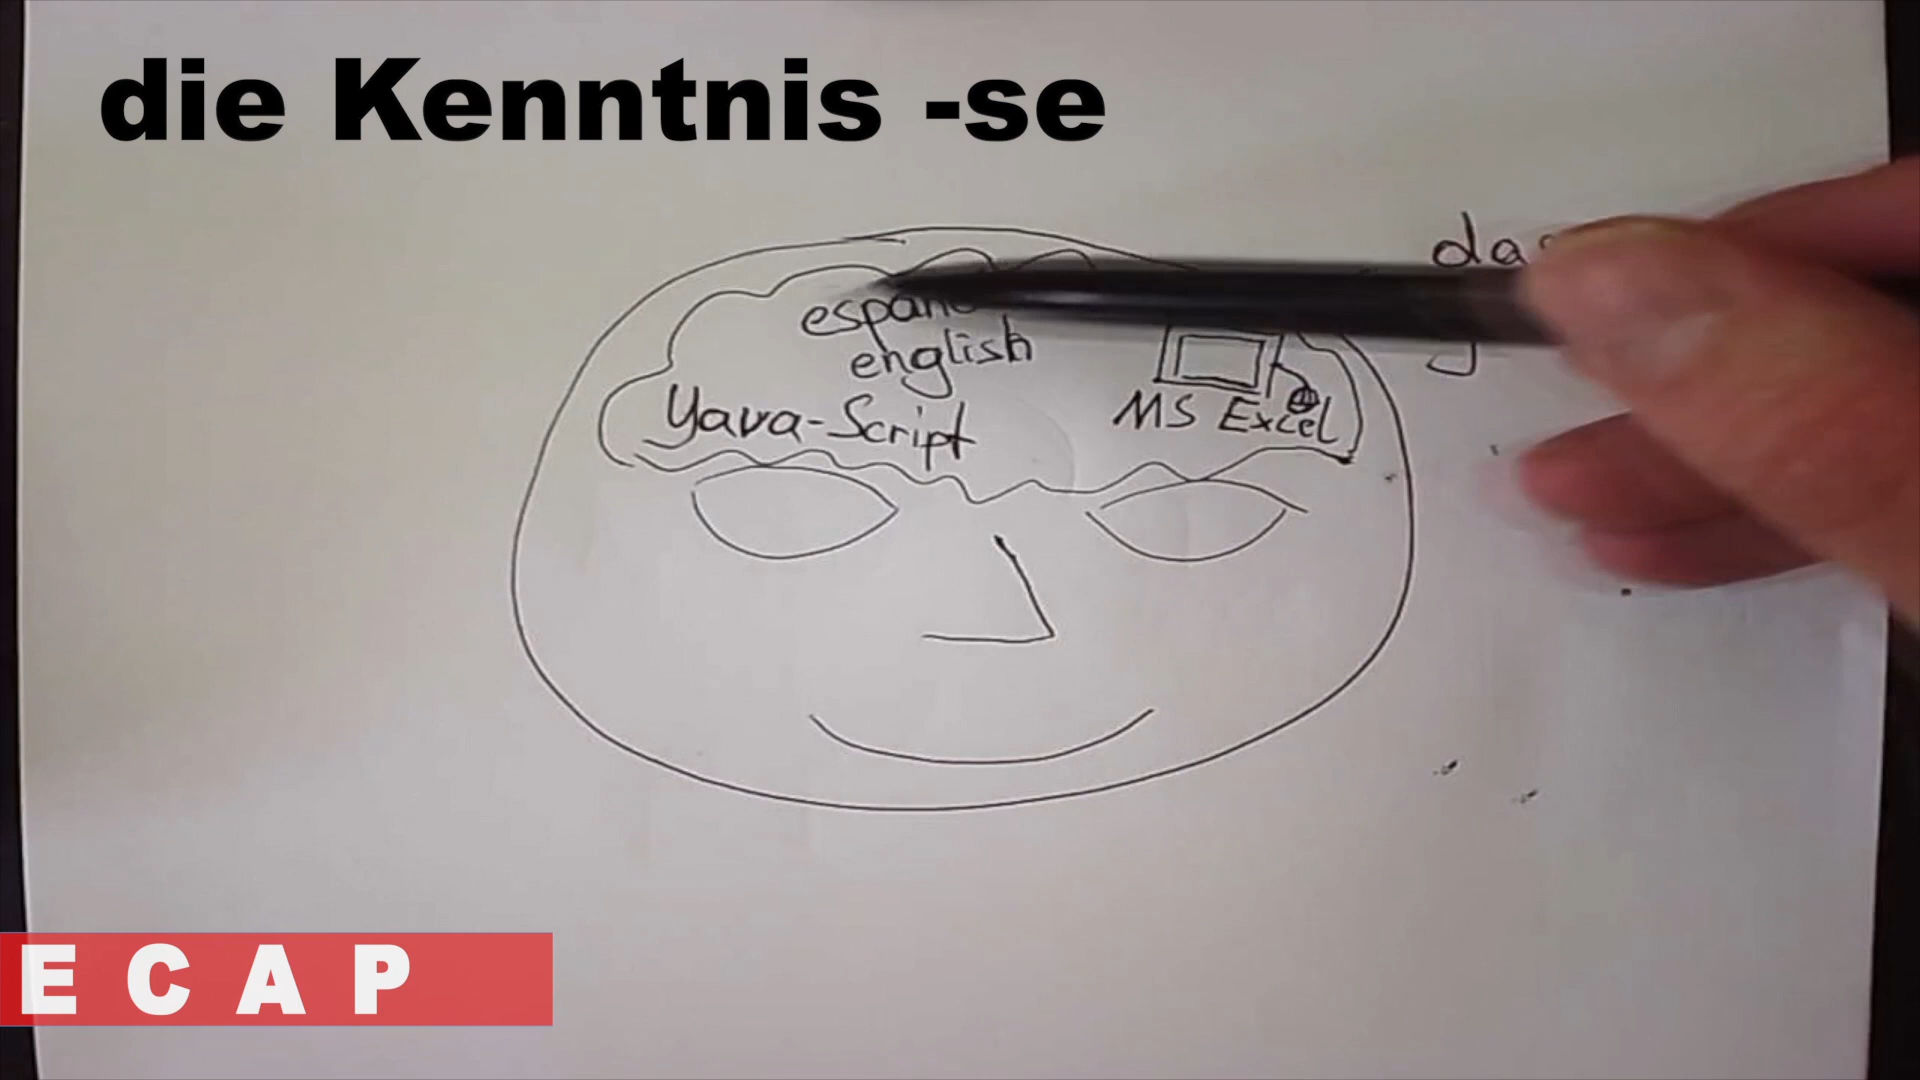 die Kenntnis -se
english
Yava-Script
MS Excel
ECAP